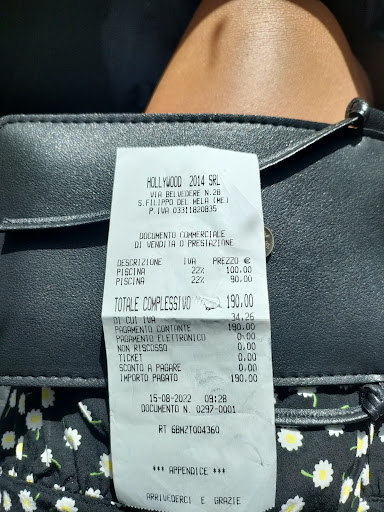 HOLLYWOOD 2014 SRL
VIA BELVEDERE N.28
S.FILIPPO DEL MELA (ME)
P.IVA 03311820835
DOCUMENTO COMMERCIALE
DI VENDITA O PRESTAZIONE
DESCRIZIONE IVA PREZZO €
PISCINA 22% 100,00
PISCINA 22% 90,00
TOTALE COMPLESSIVO 190,00
DI CUI IVA 34,26
PAGAMENTO CONTANTE 190,00
PAGAMENTO ELETTRONICO 0,00
NON RISCOSSO 0,00
TICKET 0,00
SCONTO A PAGARE 0,00
IMPORTO PAGATO 190,00
15-08-2022 09:28
DOCUMENTO N. 0297-0001
RT 6BMZT004360
*** APPENDICE ***
ARRIVEDERCI E GRAZIE